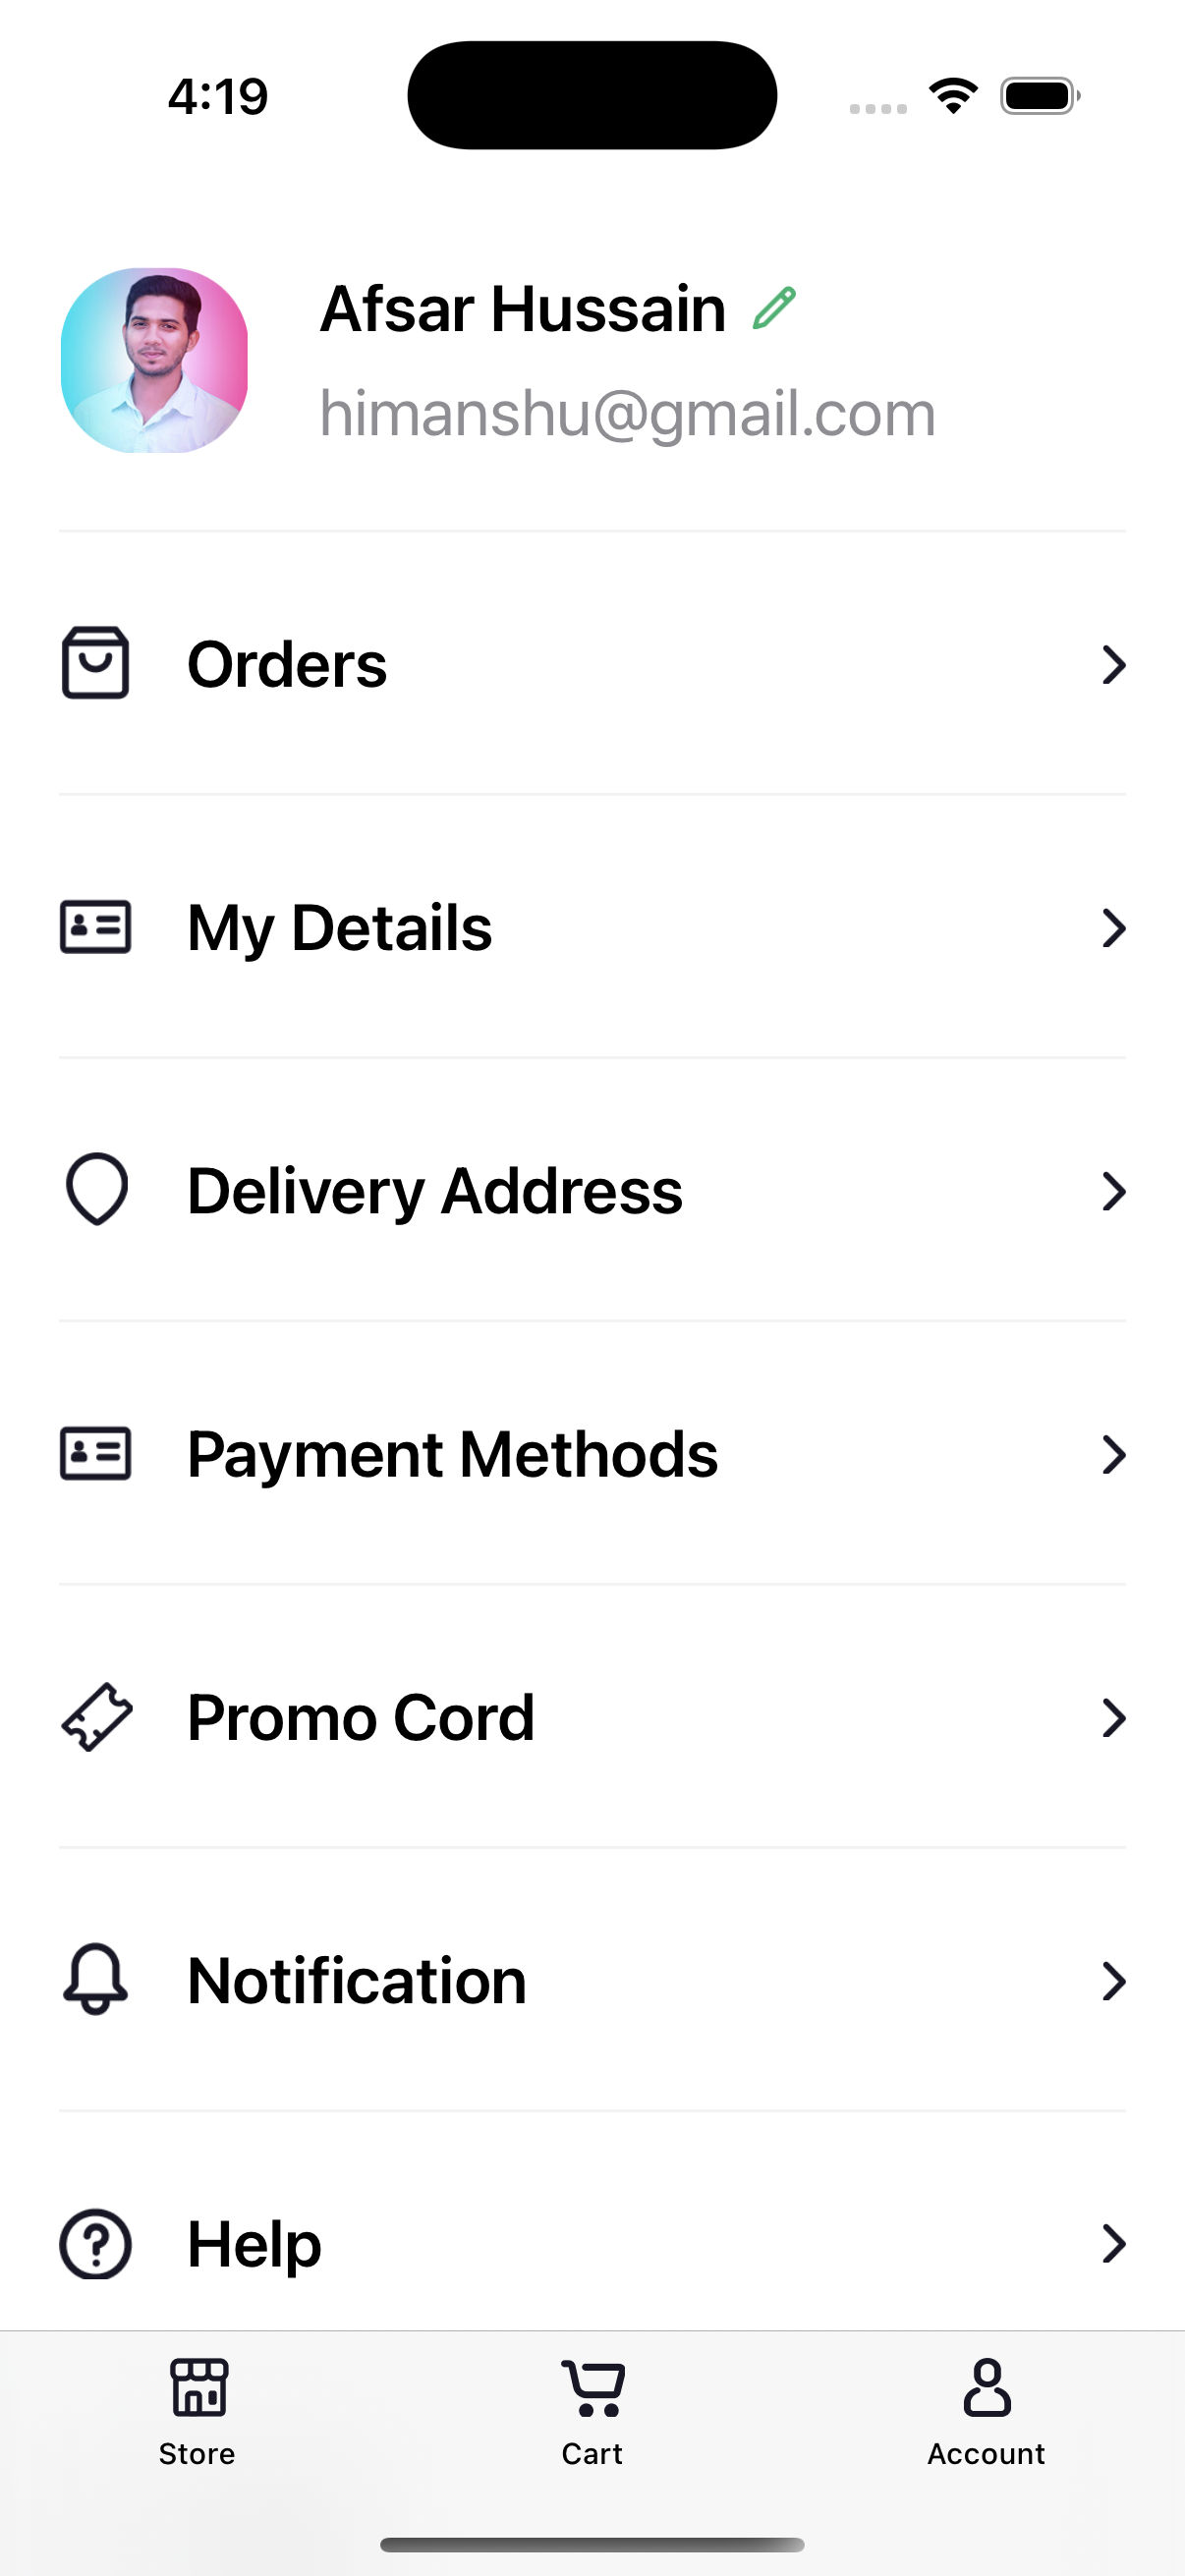 4:19
Afsar Hussain
himanshu@gmail.com
Orders
My Details
Delivery Address
Payment Methods
Promo Cord
Notification
Help
Store
Cart
Account